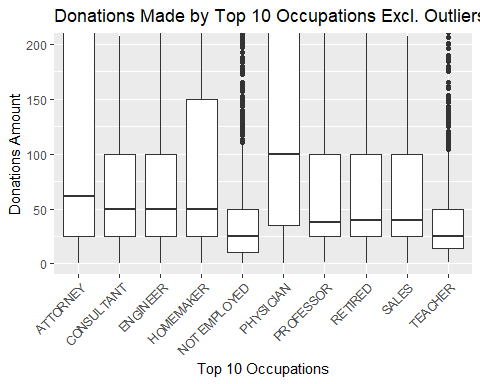 Donations Made by Top 10 Occupations Excl. Outliers
200
150
100
50
0
Donations Amount
ATTORNEY
CONSULTANT
ENGINEER
HOMEMAKER
NOT EMPLOYED
PHYSICIAN
PROFESSOR
RETIRED
SALES
TEACHER
Top 10 Occupations